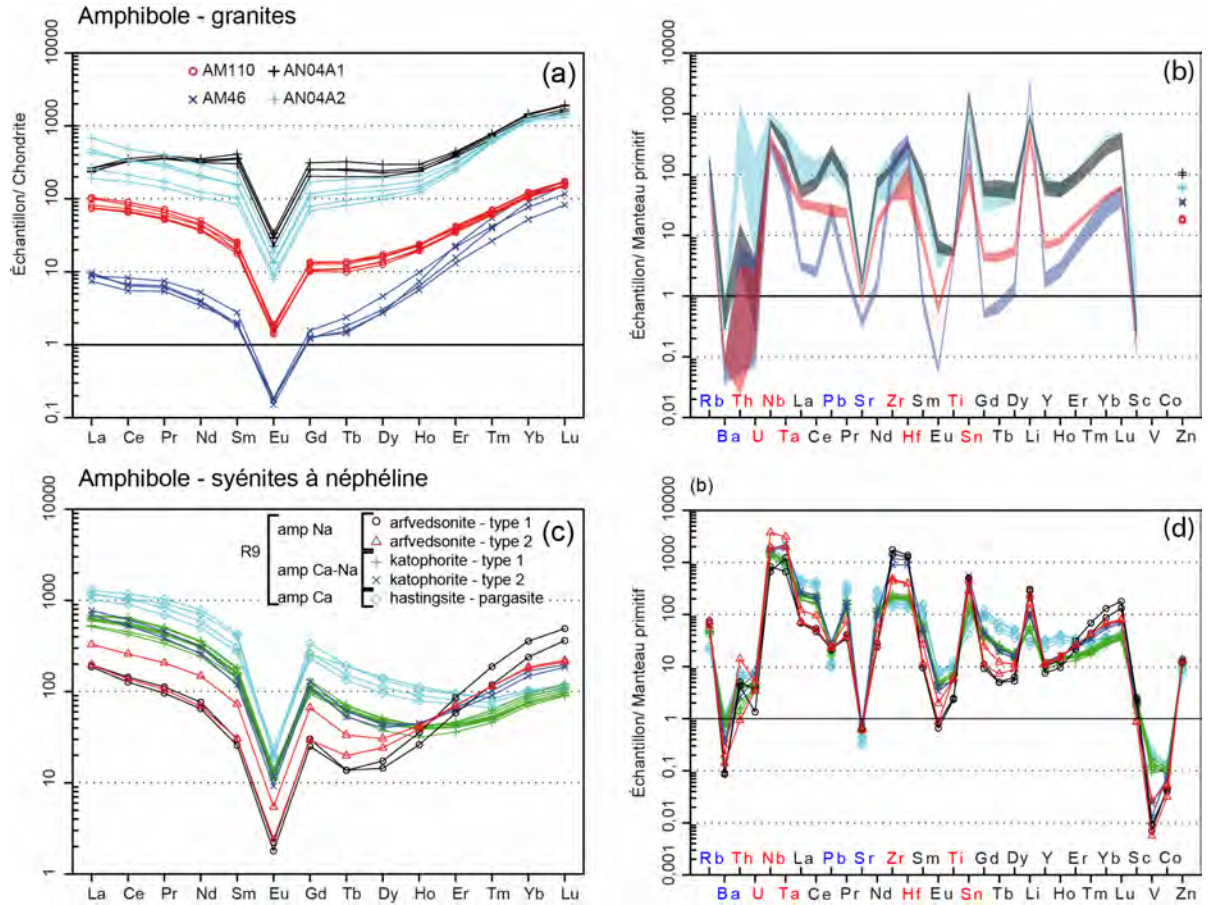 Amphibole - granites
(a)
AM110
AN04A1
AM46
AN04A2
Échantillon/ Chondrite
10000
1000
100
10
1
0,1
La Ce Pr Nd Sm Eu Gd Tb Dy Ho Er Tm Yb Lu
(b)
Échantillon/ Manteau primitif
10000
1000
100
10
1
0,1
0,01
Rb Th Nb La Pb Sr Zr Sm Ti Gd Dy Y Er Yb Sc Co
Ba U Ta Ce Pr Nd Hf Eu Sn Tb Li Ho Tm Lu V Zn
Amphibole - syénites à néphéline
(c)
R9
amp Na
amp Ca-Na
amp Ca
arfvedsonite - type 1
arfvedsonite - type 2
katophorite - type 1
katophorite - type 2
hastingsite - pargasite
10000
1000
100
10
1
La Ce Pr Nd Sm Eu Gd Tb Dy Ho Er Tm Yb Lu
(b)
(d)
Échantillon/ Manteau primitif
10000
1000
100
10
1
0,1
0,01
0,001
Rb Th Nb La Pb Sr Zr Sm Ti Gd Dy Y Er Yb Sc Co
Ba U Ta Ce Pr Nd Hf Eu Sn Tb Li Ho Tm Lu V Zn